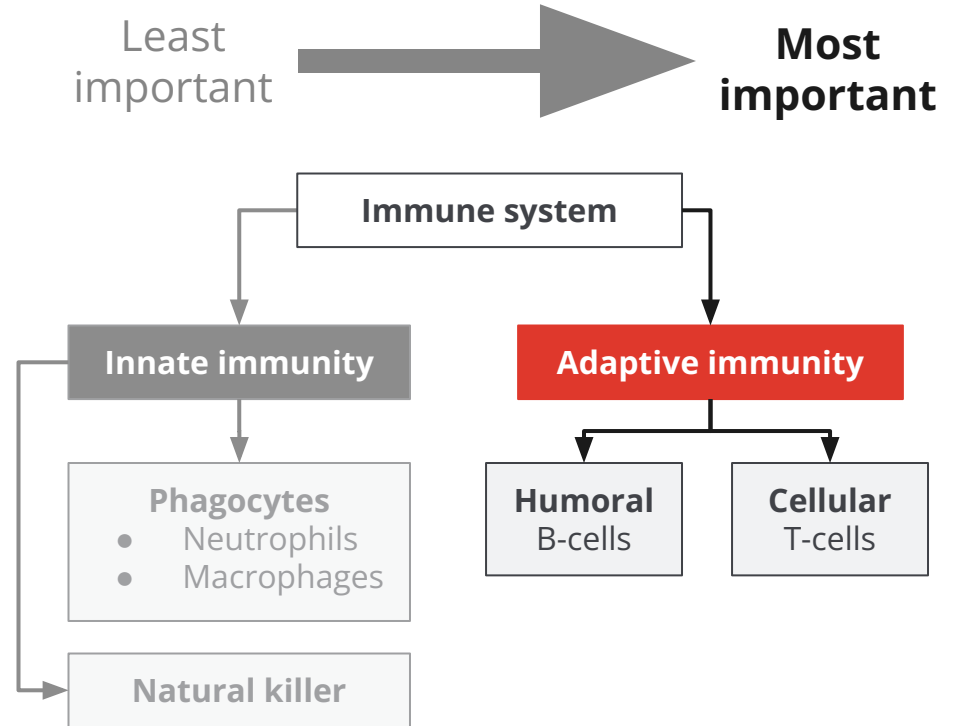 Least
important
Most
important
Immune system
Innate immunity
Adaptive immunity
Phagocytes
● Neutrophils
● Macrophages
Humoral
B-cells
Cellular
T-cells
Natural killer